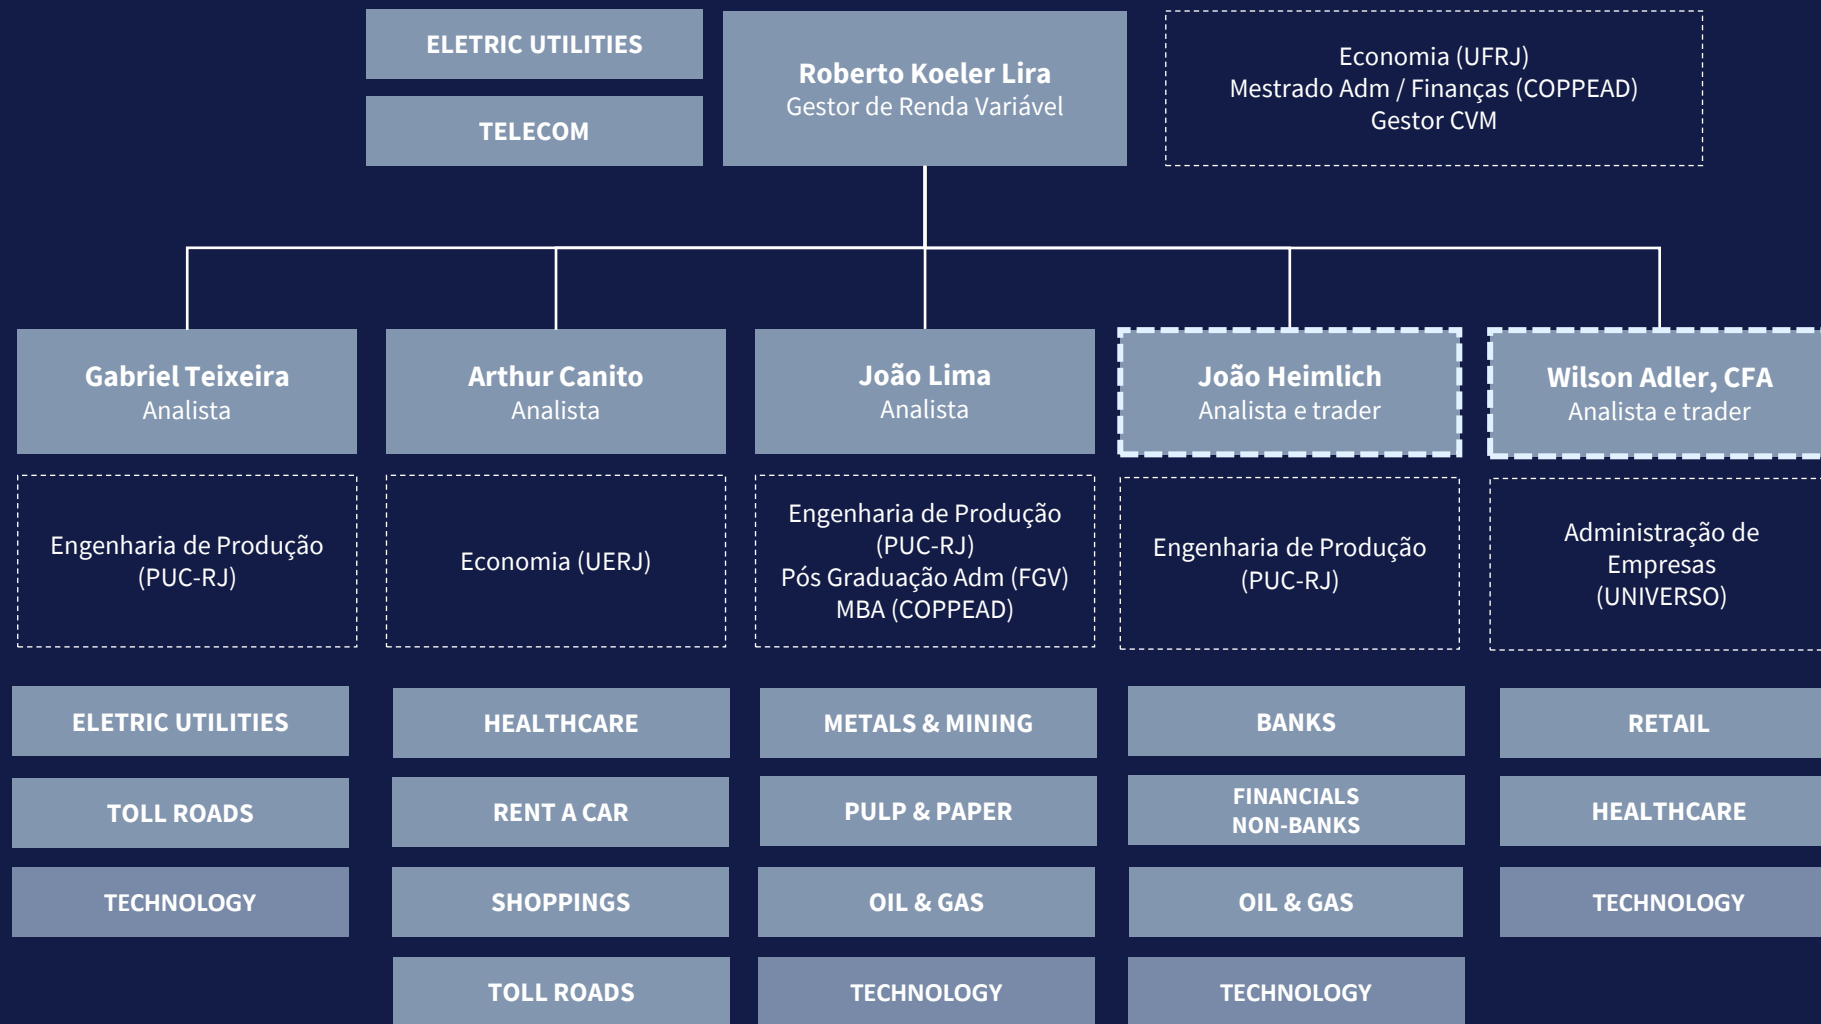 ELETRIC UTILITIES
TELECOM
Roberto Koeler Lira
Gestor de Renda Variável
Economia (UFRJ)
Mestrado Adm / Finanças (COPPEAD)
Gestor CVM
Gabriel Teixeira
Analista
Engenharia de Produção
(PUC-RJ)
ELETRIC UTILITIES
TOLL ROADS
TECHNOLOGY
Arthur Canito
Analista
Economia (UERJ)
HEALTHCARE
RENT A CAR
SHOPPINGS
TOLL ROADS
João Lima
Analista
Engenharia de Produção
(PUC-RJ)
Pós Graduação Adm (FGV)
MBA (COPPEAD)
METALS & MINING
PULP & PAPER
OIL & GAS
TECHNOLOGY
João Heimlich
Analista e trader
Engenharia de Produção
(PUC-RJ)
BANKS
FINANCIALS
NON-BANKS
OIL & GAS
TECHNOLOGY
Wilson Adler, CFA
Analista e trader
Administração de
Empresas
(UNIVERSO)
RETAIL
HEALTHCARE
TECHNOLOGY